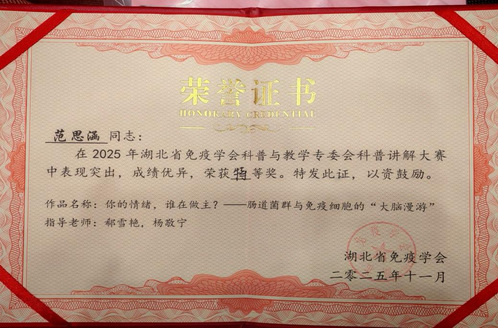 荣誉证书
HONORARY CREDENTIAL
范思涵 同志：
在 2025 年湖北省免疫学会科普与教学专委会科普讲解大赛
中表现突出，成绩优异，荣获特等奖。特发此证，以资鼓励。
作品名称：你的情绪，谁在做主？——肠道菌群与免疫细胞的“大脑漫游”
指导老师：郝雪艳，杨敬宁
湖北省免疫学会
二零二五年十一月